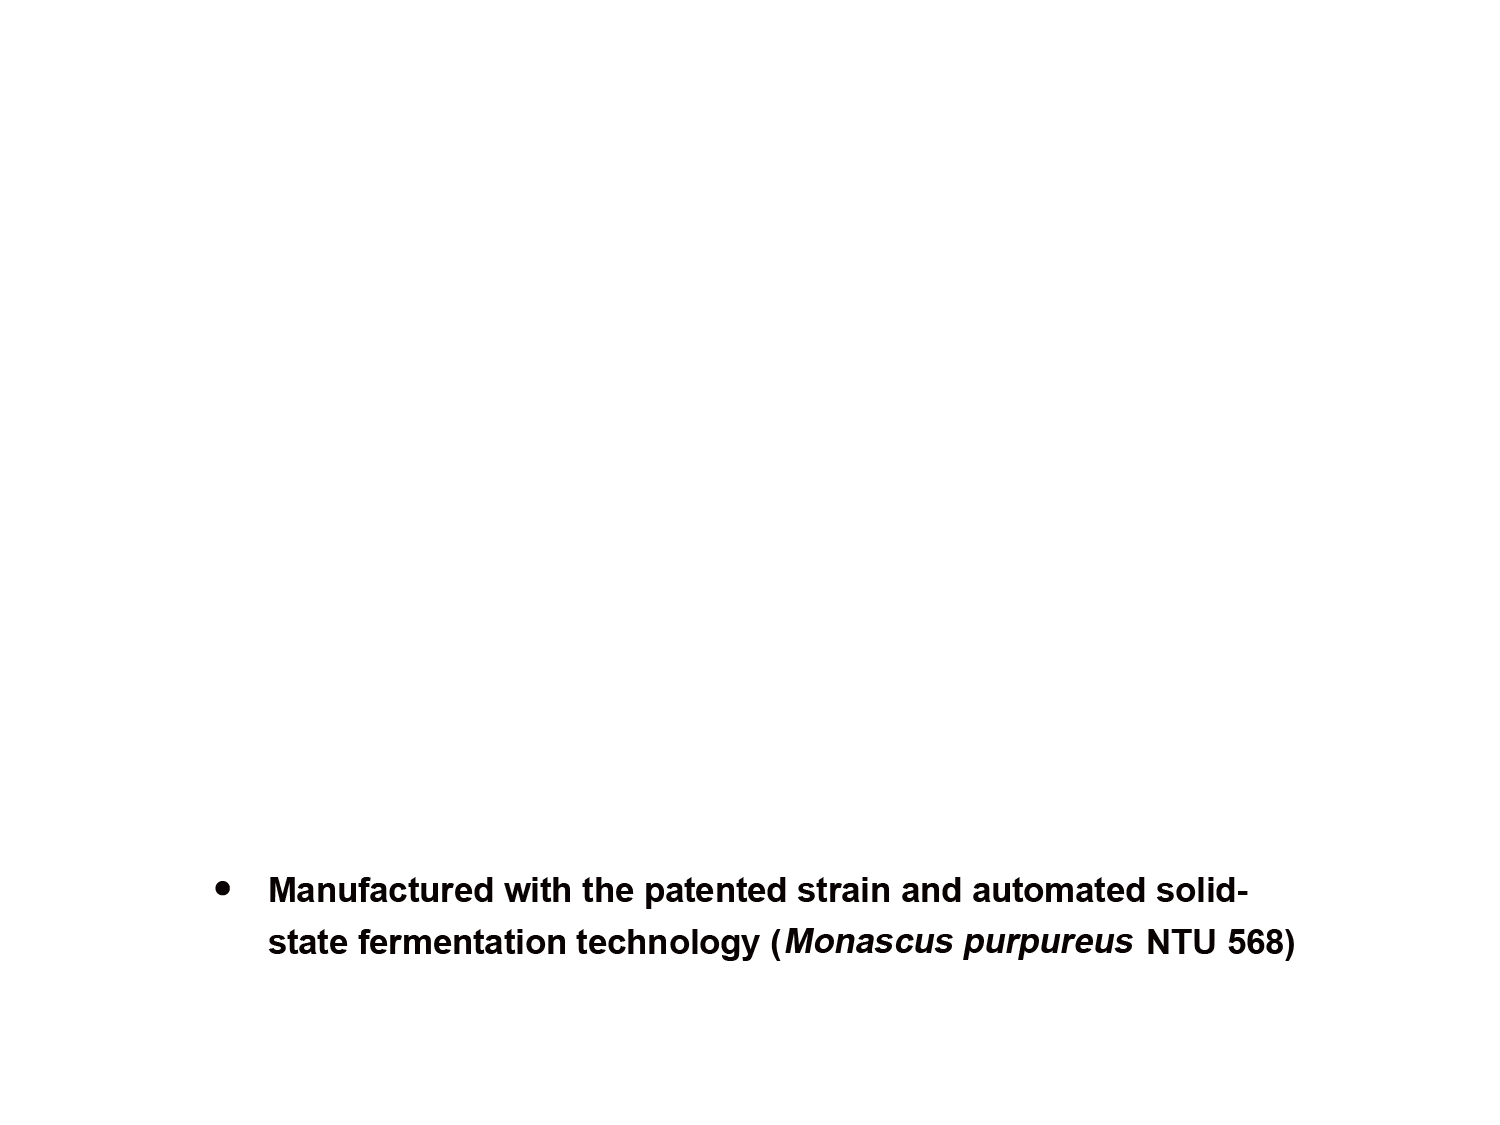 • Manufactured with the patented strain and automated solid-
state fermentation technology (Monascus purpureus NTU 568)